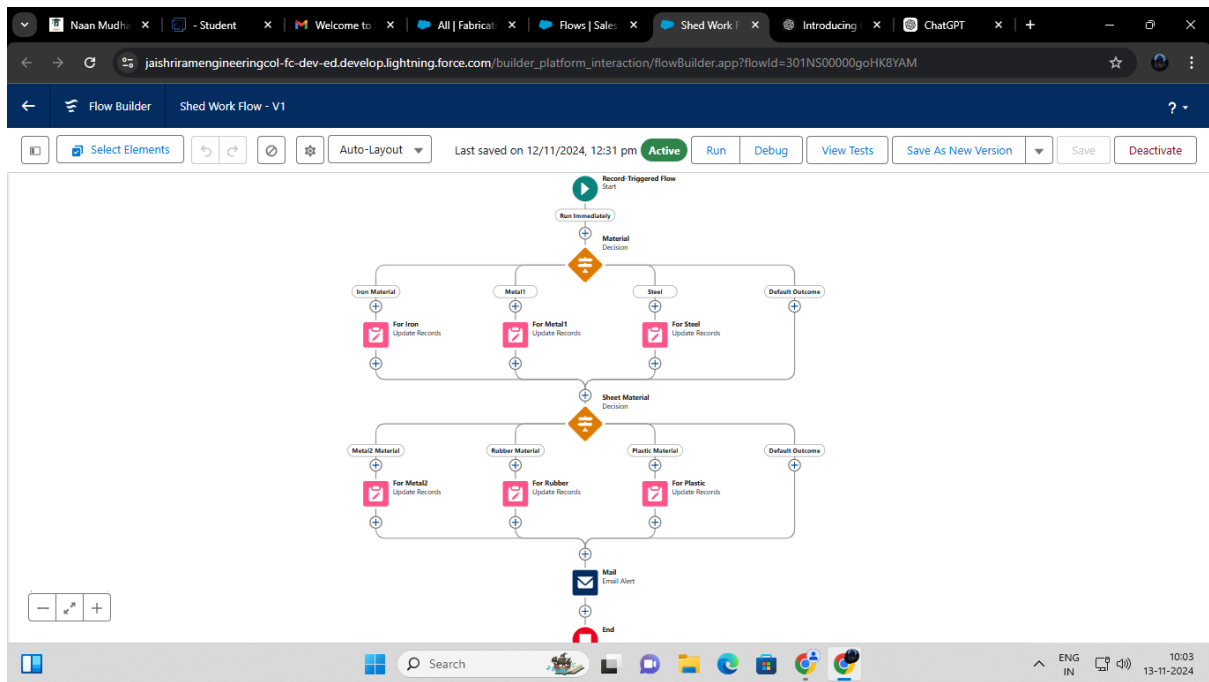 Naan Mudha
- Student
Welcome to
All | Fabricati
Flows | Sales
Shed Work F
Introducing
ChatGPT
jaishriramengineeringcol-fc-dev-ed.develop.lightning.force.com/builder_platform_interaction/flowBuilder.app?flowId=301NS00000goHK8YAM
Flow Builder
Shed Work Flow - V1
?
Select Elements
Auto-Layout
Last saved on 12/11/2024, 12:31 pm
Active
Run
Debug
View Tests
Save As New Version
Save
Deactivate
Record-Triggered Flow
Start
Run Immediately
Material
Decision
Iron Material
Metal1
Steel
Default Outcome
For Iron
Update Records
For Metal1
Update Records
For Steel
Update Records
Sheet Material
Decision
Metal2 Material
Rubber Material
Plastic Material
Default Outcome
For Metal2
Update Records
For Rubber
Update Records
For Plastic
Update Records
Mail
Email Alert
End
Search
ENG
IN
10:03
13-11-2024